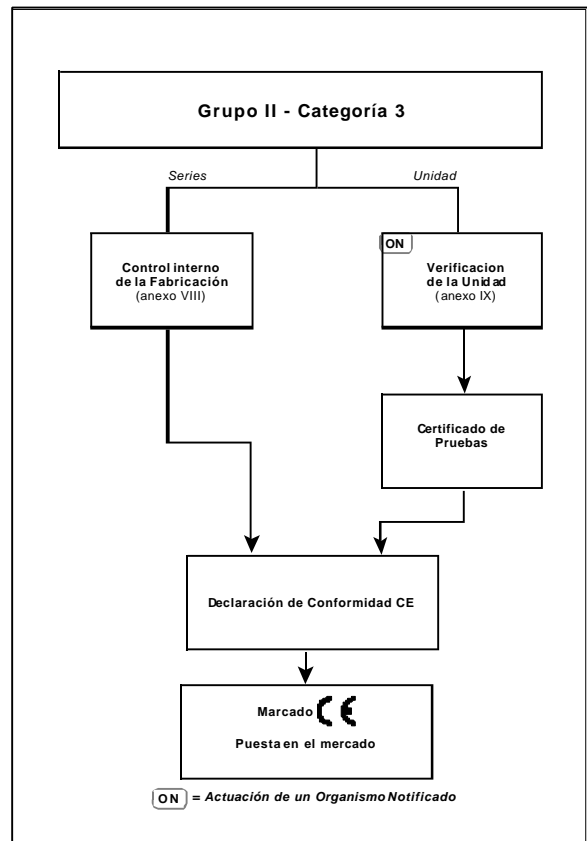 Grupo II - Categoría 3
Series
Unidad
Control interno
de la Fabricación
(anexo VIII)
ON
Verificacion
de la Unidad
(anexo IX)
Certificado de
Pruebas
Declaración de Conformidad CE
Marcado CE
Puesta en el mercado
ON = Actuación de un Organismo Notificado